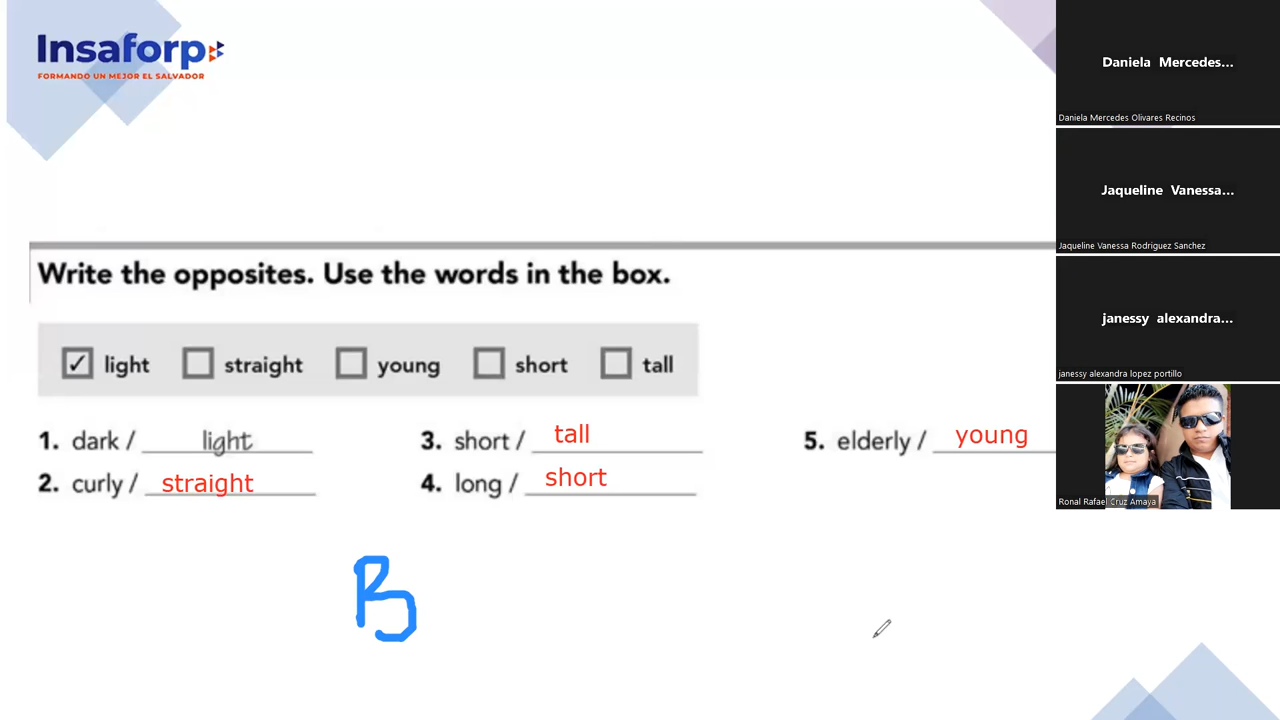 Insaforp
FORMANDO UN MEJOR EL SALVADOR
Write the opposites. Use the words in the box.
✓ light straight young short tall
1. dark / light
2. curly / straight
3. short / tall
4. long / short
5. elderly / young
B
Daniela Mercedes...
Daniela Mercedes Olivares Recinos
Jaqueline Vanessa...
Jaqueline Vanessa Rodriguez Sanchez
janessy alexandra...
janessy alexandra lopez portillo
Ronal Rafael Cruz Amaya